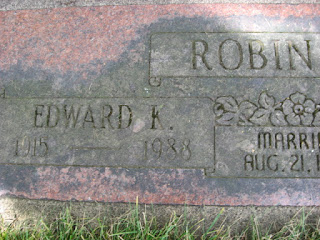 ROBIN
EDWARD K.
1915 — 1988
MARRI
AUG. 21, 1